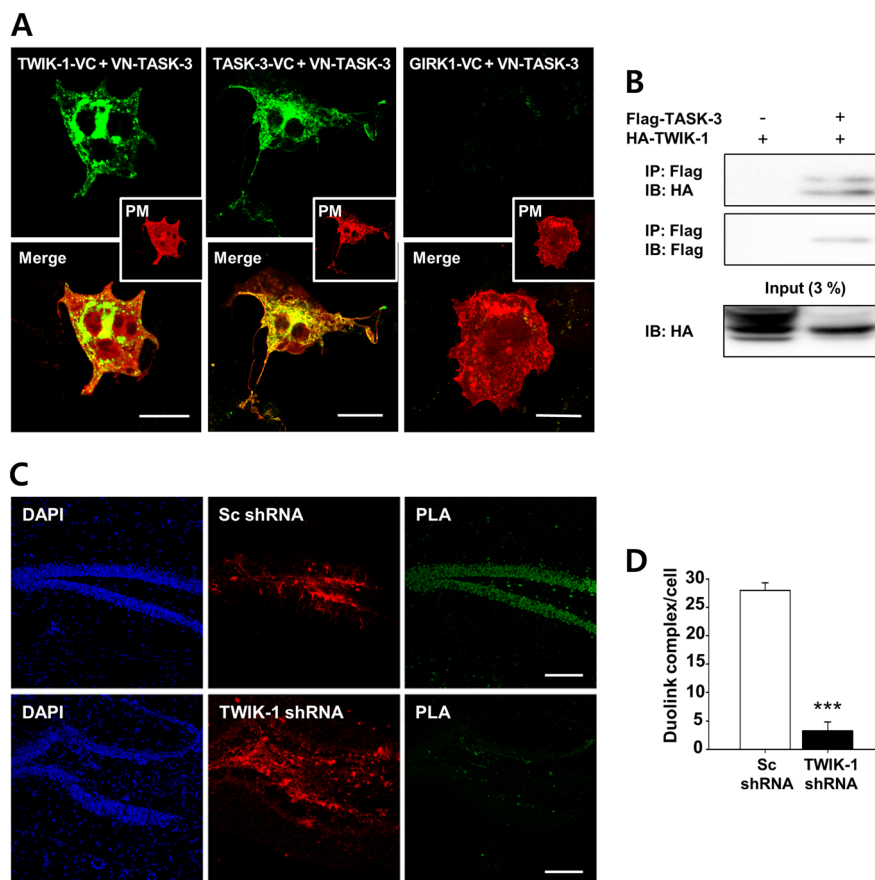 A
TWIK-1-VC + VN-TASK-3
TASK-3-VC + VN-TASK-3
GIRK1-VC + VN-TASK-3
PM
PM
PM
Merge
Merge
Merge
B
Flag-TASK-3 - +
HA-TWIK-1 + +
IP: Flag
IB: HA
IP: Flag
IB: Flag
Input (3 %)
IB: HA
C
DAPI
Sc shRNA
PLA
DAPI
TWIK-1 shRNA
PLA
D
Duolink complex/cell
30
25
20
15
10
5
0
***
Sc
shRNA
TWIK-1
shRNA